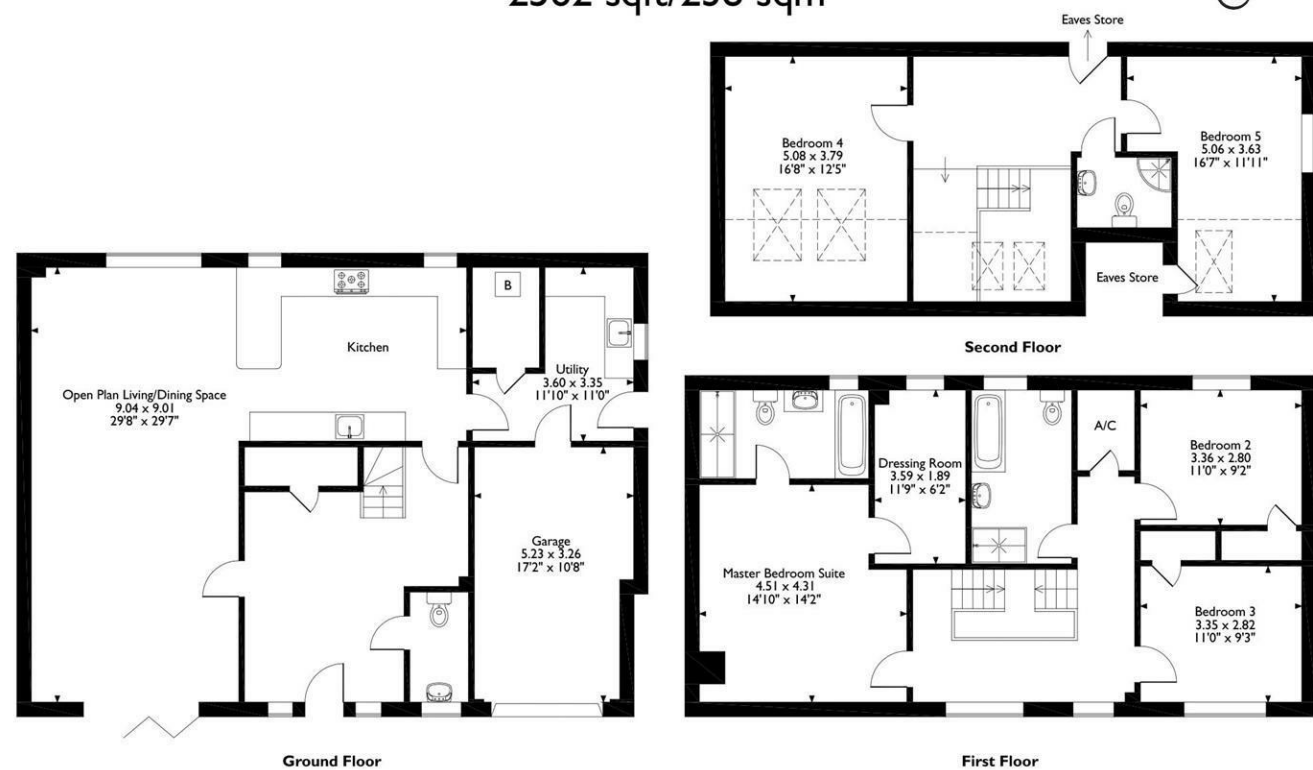 Eaves Store
Bedroom 4
5.08 x 3.79
16'8" x 12'5"
Bedroom 5
5.06 x 3.63
16'7" x 11'11"
Eaves Store
Second Floor
B
Kitchen
Utility
3.60 x 3.35
11'10" x 11'0"
Open Plan Living/Dining Space
9.04 x 9.01
29'8" x 29'7"
Garage
5.23 x 3.26
17'2" x 10'8"
Ground Floor
A/C
Bedroom 2
3.36 x 2.80
11'0" x 9'2"
Dressing Room
3.59 x 1.89
11'9" x 6'2"
Master Bedroom Suite
4.51 x 4.31
14'10" x 14'2"
Bedroom 3
3.35 x 2.82
11'0" x 9'3"
First Floor